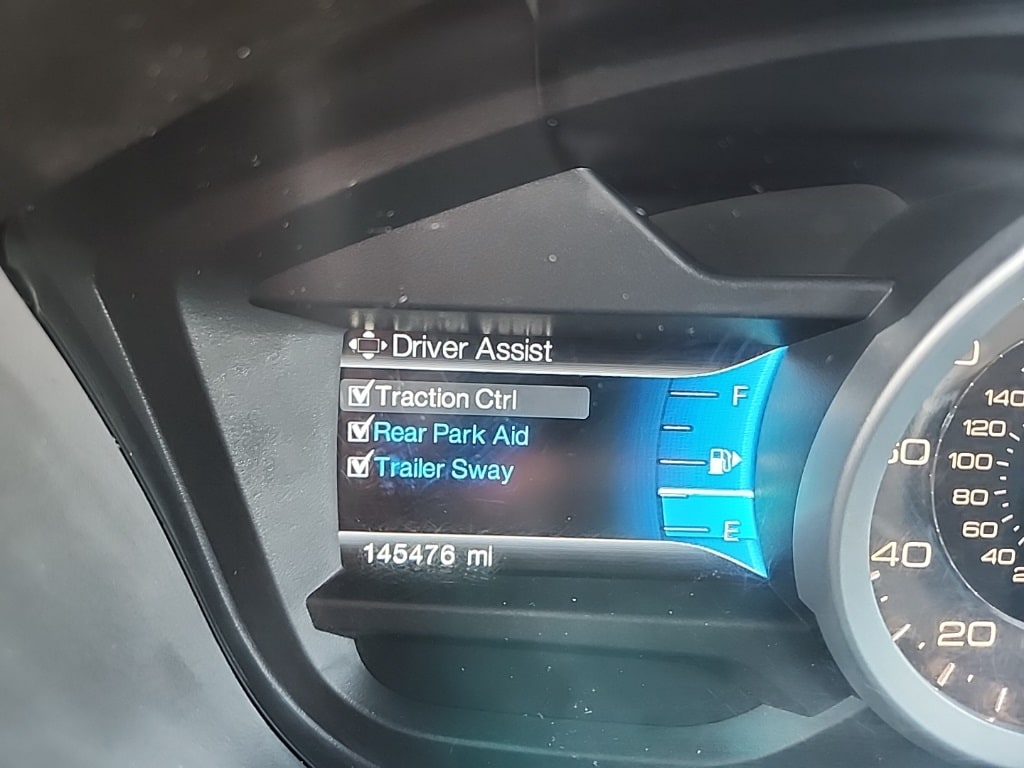 Driver Assist
Traction Ctrl
Rear Park Aid
Trailer Sway
145476 mi
F
E
40
20
140
120
100
80
60
40